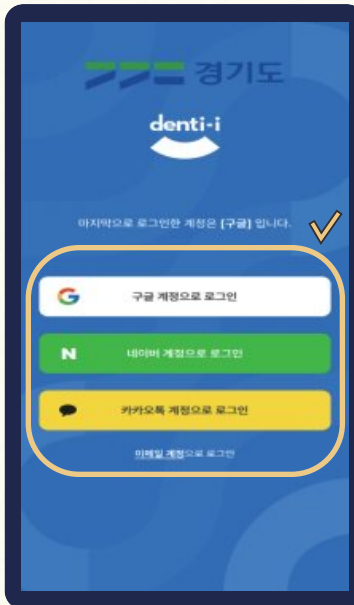 경기도
denti-i
마지막으로 로그인한 계정은 [구글] 입니다.
G 구글 계정으로 로그인
N 네이버 계정으로 로그인
카카오톡 계정으로 로그인
이메일 계정으로 로그인